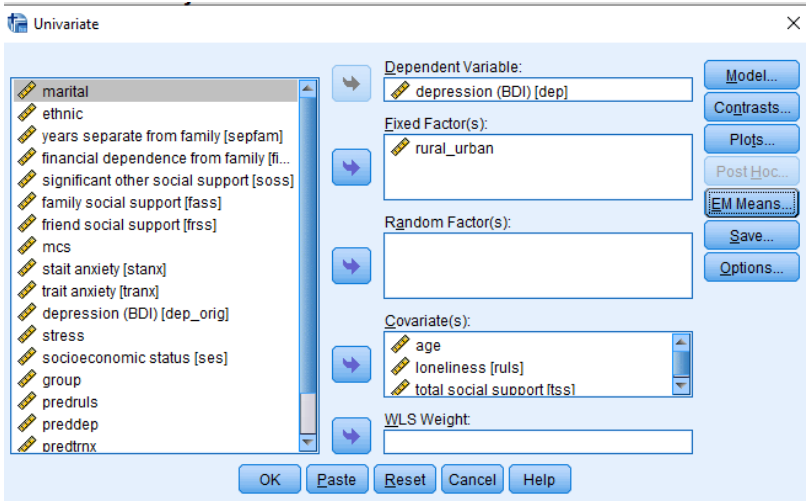 Univariate
marital
ethnic
years separate from family [sepfam]
financial dependence from family [fi...
significant other social support [soss]
family social support [fass]
friend social support [frss]
mcs
stait anxiety [stanx]
trait anxiety [tranx]
depression (BDI) [dep_orig]
stress
socioeconomic status [ses]
group
predruls
preddep
predtrnx
Dependent Variable:
depression (BDI) [dep]
Fixed Factor(s):
rural_urban
Random Factor(s):
Covariate(s):
age
loneliness [ruls]
total social support [tss]
WLS Weight:
Model...
Contrasts...
Plots...
Post Hoc...
EM Means...
Save...
Options...
OK Paste Reset Cancel Help